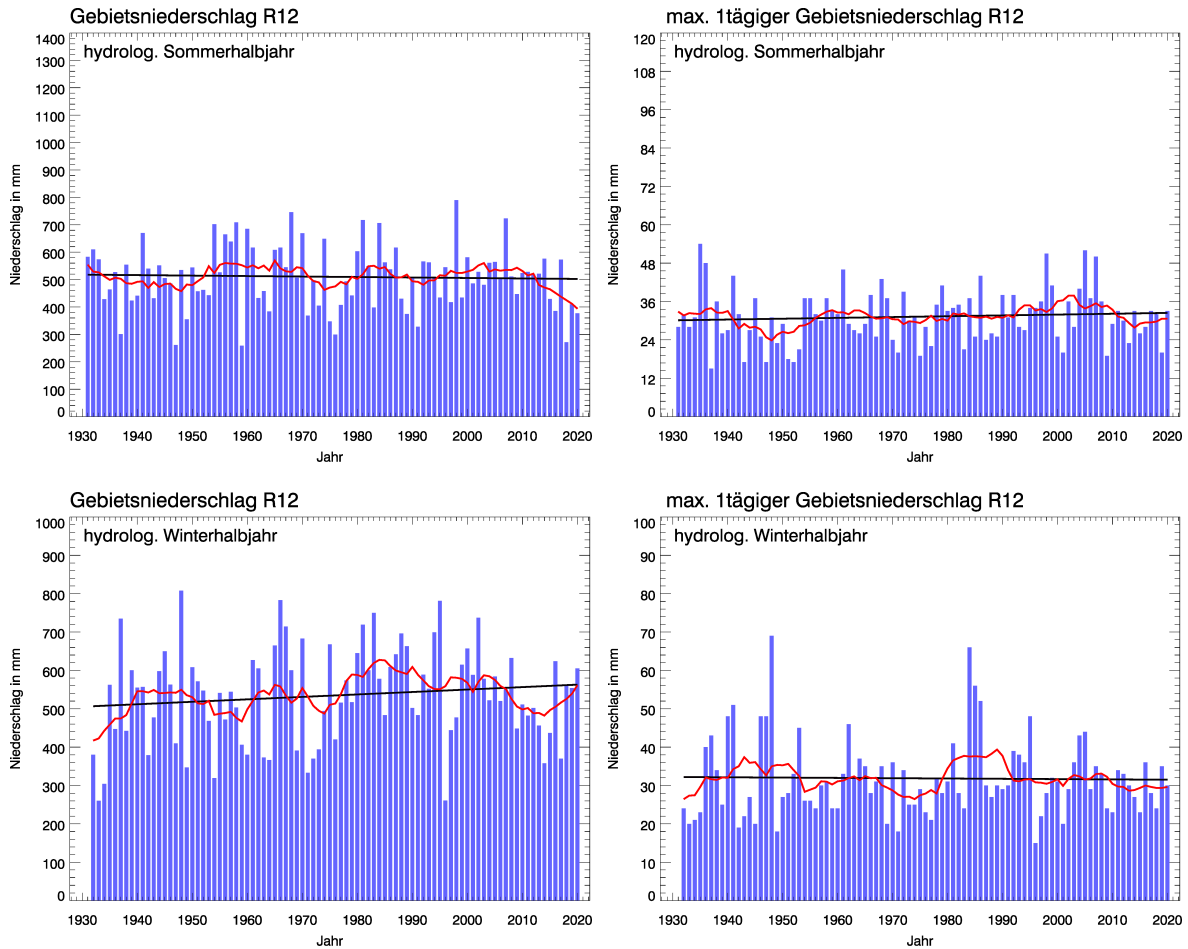 Gebietsniederschlag R12
hydrolog. Sommerhalbjahr
Niederschlag in mm
1400
1300
1200
1100
1000
900
800
700
600
500
400
300
200
100
0
1930 1940 1950 1960 1970 1980 1990 2000 2010 2020
Jahr
max. 1tägiger Gebietsniederschlag R12
hydrolog. Sommerhalbjahr
Niederschlag in mm
120
108
96
84
72
60
48
36
24
12
0
1930 1940 1950 1960 1970 1980 1990 2000 2010 2020
Jahr
Gebietsniederschlag R12
hydrolog. Winterhalbjahr
Niederschlag in mm
1000
900
800
700
600
500
400
300
200
100
0
1930 1940 1950 1960 1970 1980 1990 2000 2010 2020
Jahr
max. 1tägiger Gebietsniederschlag R12
hydrolog. Winterhalbjahr
Niederschlag in mm
100
90
80
70
60
50
40
30
20
10
0
1930 1940 1950 1960 1970 1980 1990 2000 2010 2020
Jahr